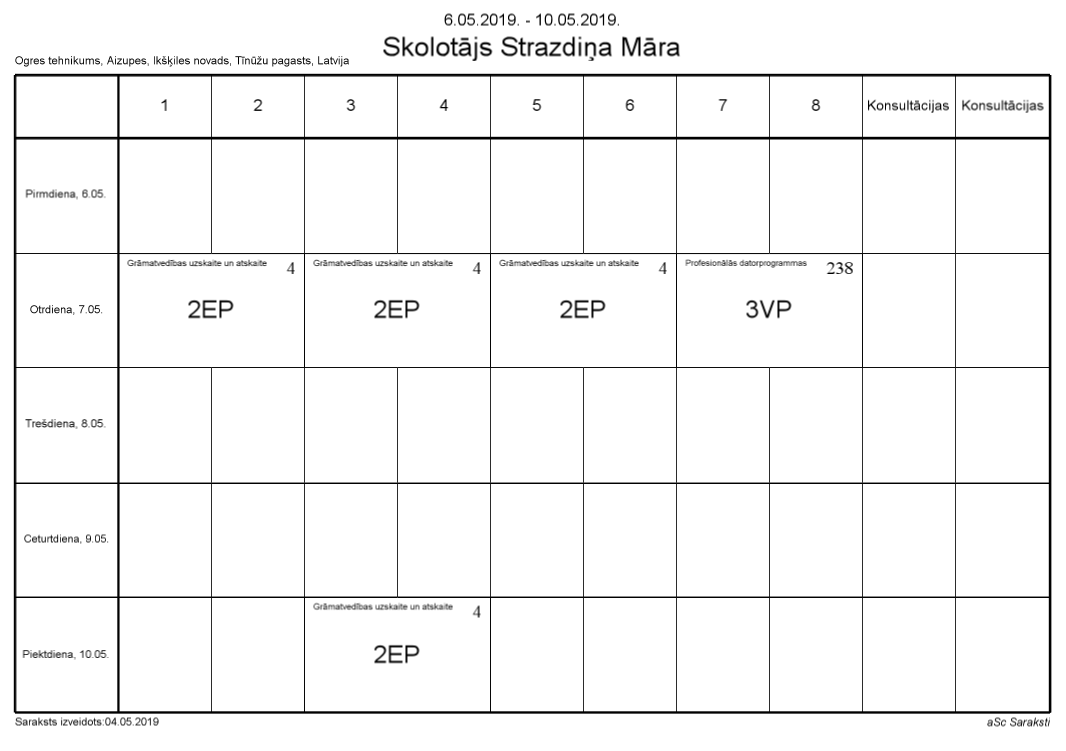 6.05.2019. - 10.05.2019.
Skolotājs Strazdiņa Māra
Ogres tehnikums, Aizupes, Ikšķiles novads, Tīnūžu pagasts, Latvija
1 2 3 4 5 6 7 8 Konsultācijas Konsultācijas
Pirmdiena, 6.05.
Grāmatvedības uzskaite un atskaite 4 Grāmatvedības uzskaite un atskaite 4 Grāmatvedības uzskaite un atskaite 4 Profesionālās datorprogrammas 238
Otrdiena, 7.05. 2EP 2EP 2EP 3VP
Trešdiena, 8.05.
Ceturtdiena, 9.05.
Grāmatvedības uzskaite un atskaite 4
Piektdiena, 10.05. 2EP
Saraksts izveidots:04.05.2019 aSc Saraksti